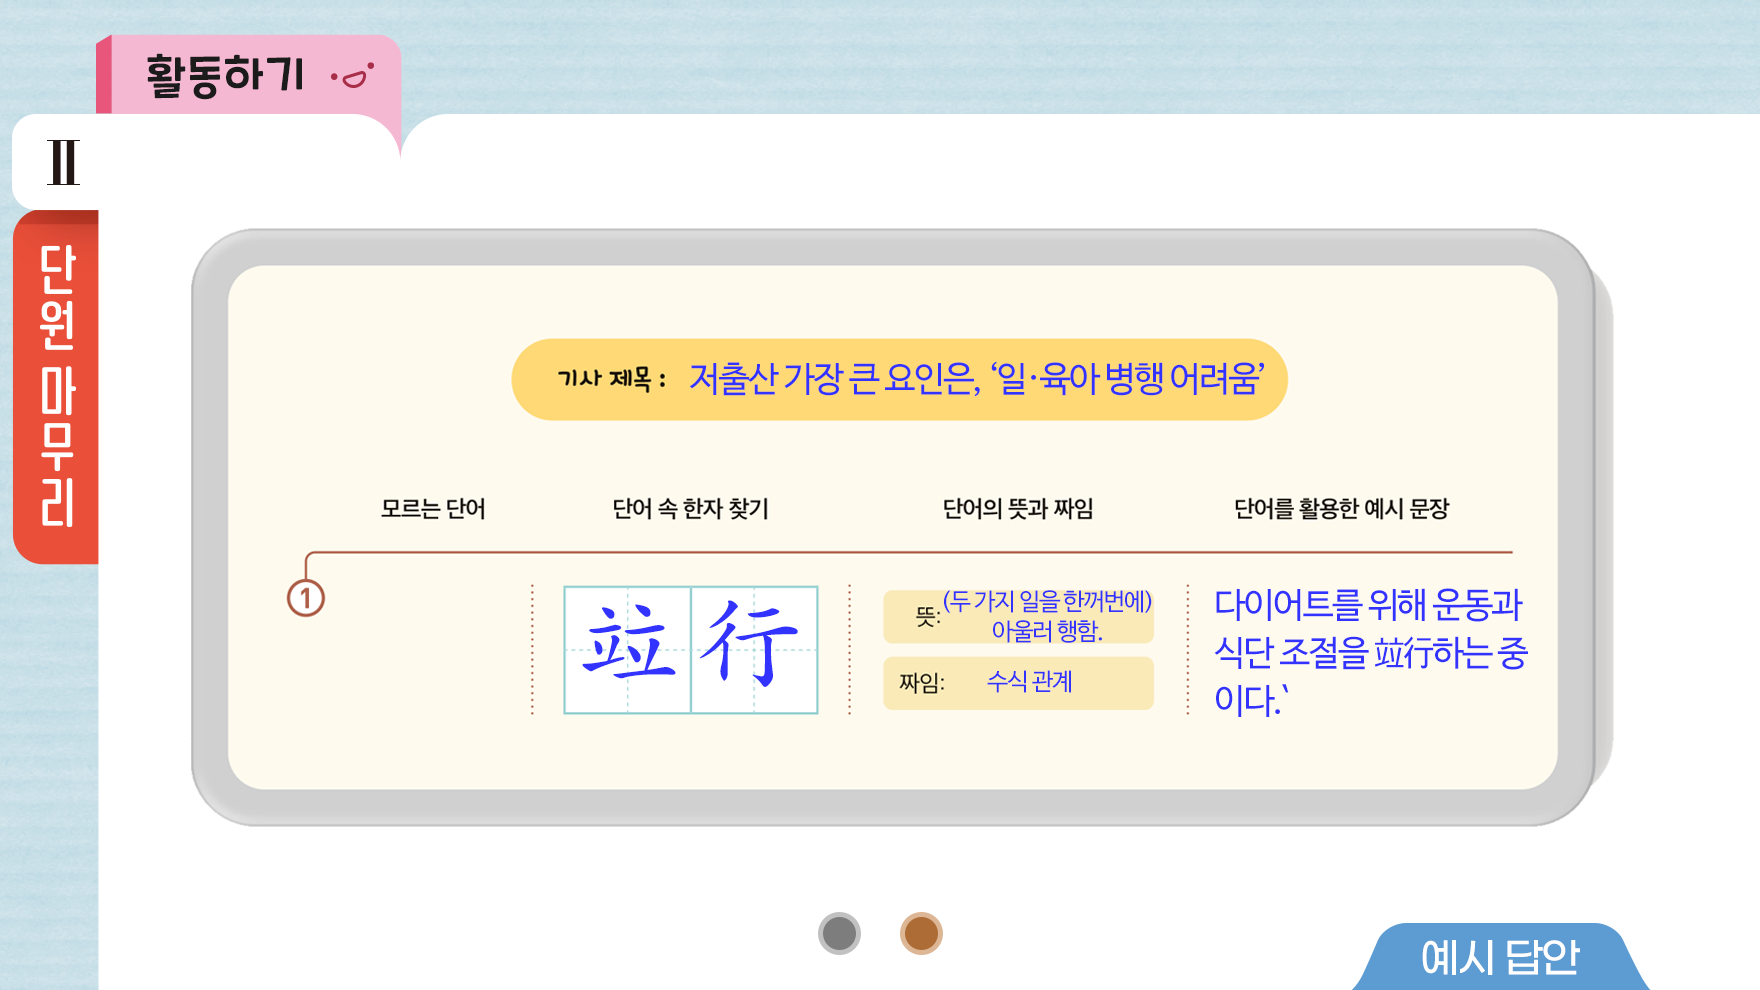 활동하기
Ⅱ
단원 마무리
기사 제목 : 저출산 가장 큰 요인은, ‘일·육아 병행 어려움’
모르는 단어
단어 속 한자 찾기
단어의 뜻과 짜임
단어를 활용한 예시 문장
1
竝行
뜻: (두 가지 일을 한꺼번에)
아울러 행함.
짜임: 수식 관계
다이어트를 위해 운동과
식단 조절을 竝行하는 중
이다.`
예시 답안